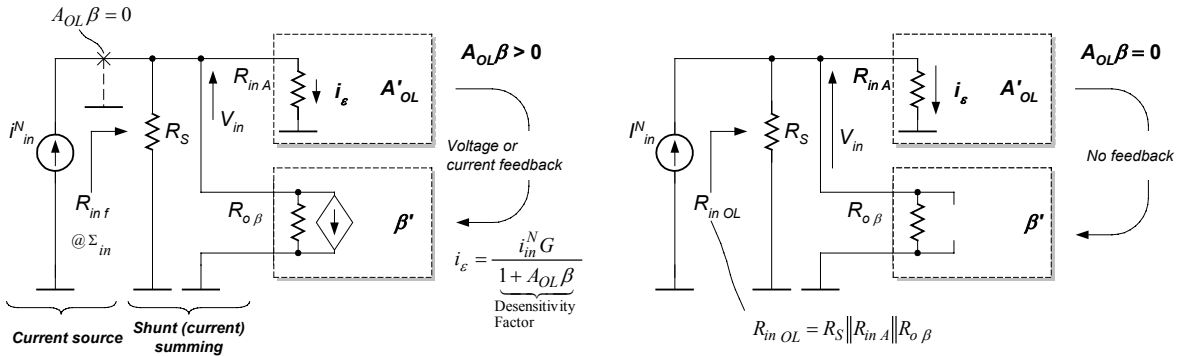 A_OL β = 0
R_in A
i_ε
A'_OL
A_OL β > 0
i^N_in
R_S
V_in
Voltage or
current feedback
R_in f
@ Σ_in
R_o β
β'
i_ε = i^N_in G / (1 + A_OL β)
Desensitivity
Factor
Current source
Shunt (current)
summing
R_in A
i_ε
A'_OL
A_OL β = 0
I^N_in
R_S
V_in
No feedback
R_in OL
R_o β
β'
R_in OL = R_S || R_in A || R_o β